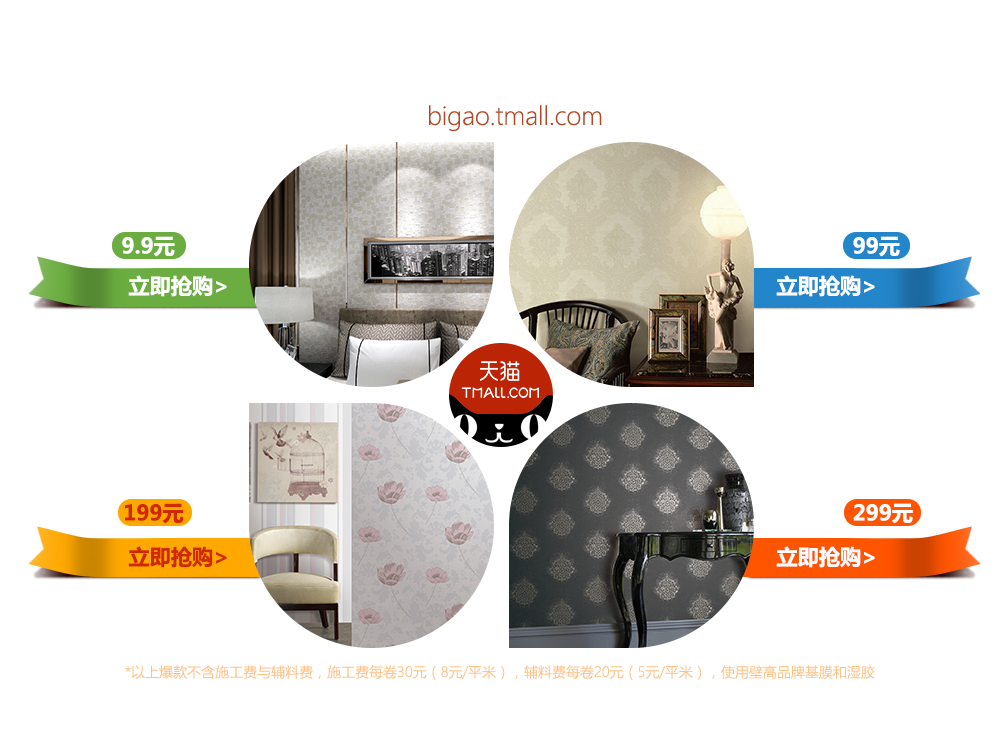 bigao.tmall.com
9.9元
立即抢购>
99元
立即抢购>
天猫
TMALL.COM
199元
立即抢购>
299元
立即抢购>
*以上爆款不含施工费与辅料费，施工费每卷30元（8元/平米），辅料费每卷20元（5元/平米），使用壁高品牌基膜和湿胶